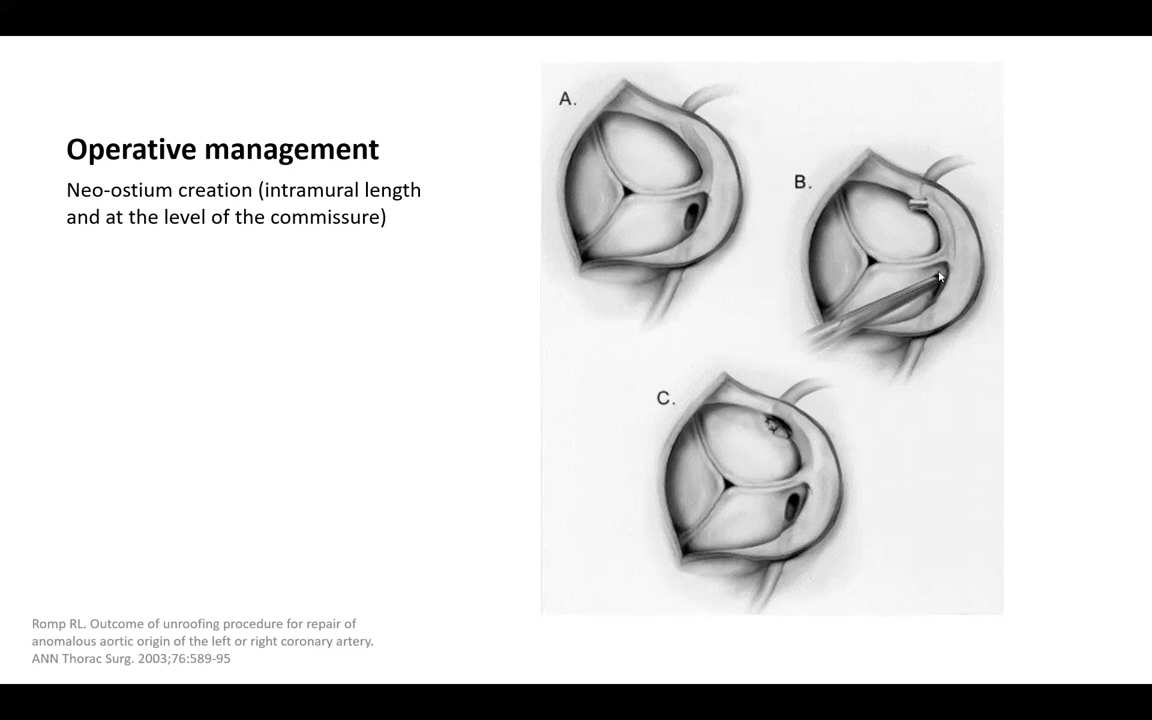 Operative management
Neo-ostium creation (intramural length
and at the level of the commissure)
A.
B.
C.
Romp RL. Outcome of unroofing procedure for repair of
anomalous aortic origin of the left or right coronary artery.
ANN Thorac Surg. 2003;76:589-95